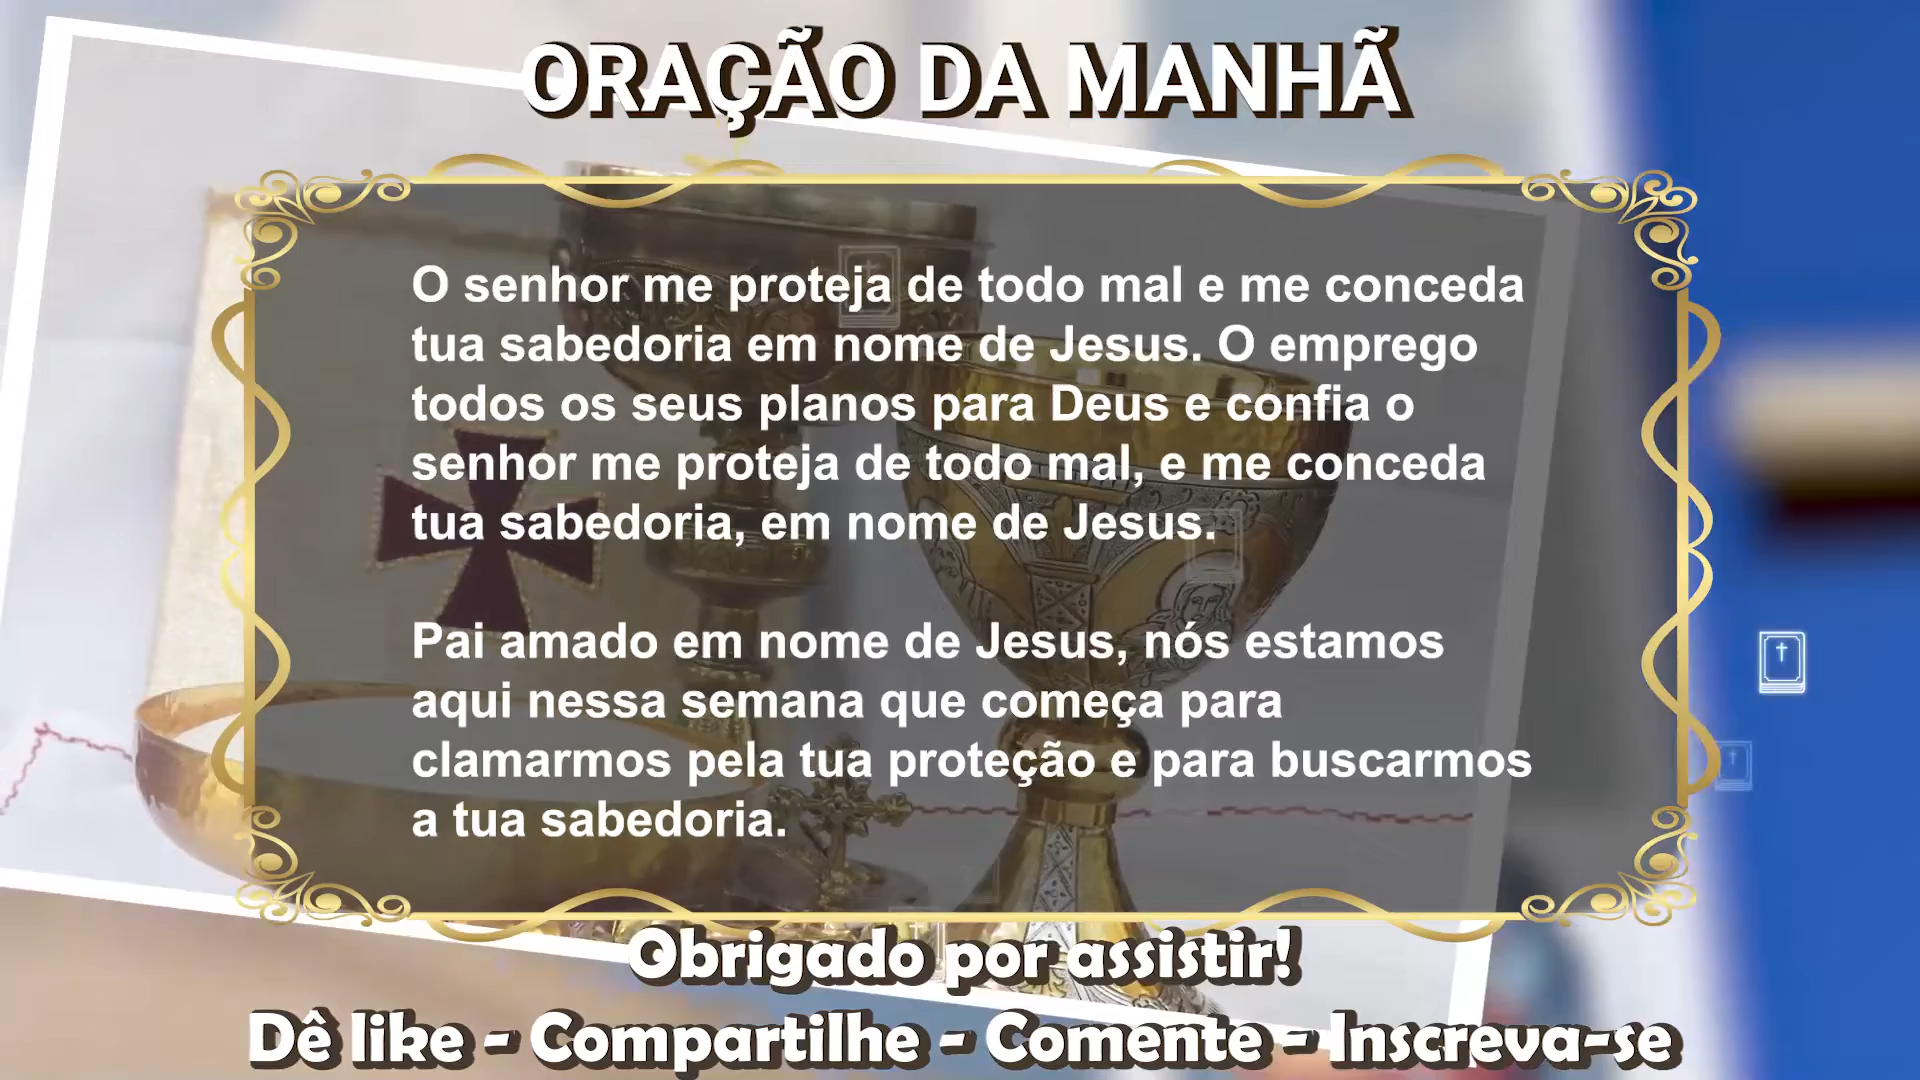 ORAÇÃO DA MANHÃ
O senhor me proteja de todo mal e me conceda
tua sabedoria em nome de Jesus. O emprego
todos os seus planos para Deus e confia o
senhor me proteja de todo mal, e me conceda
tua sabedoria, em nome de Jesus.
Pai amado em nome de Jesus, nós estamos
aqui nessa semana que começa para
clamarmos pela tua proteção e para buscarmos
a tua sabedoria.
Obrigado por assistir!
Dê like - Compartilhe - Comente - Inscreva-se